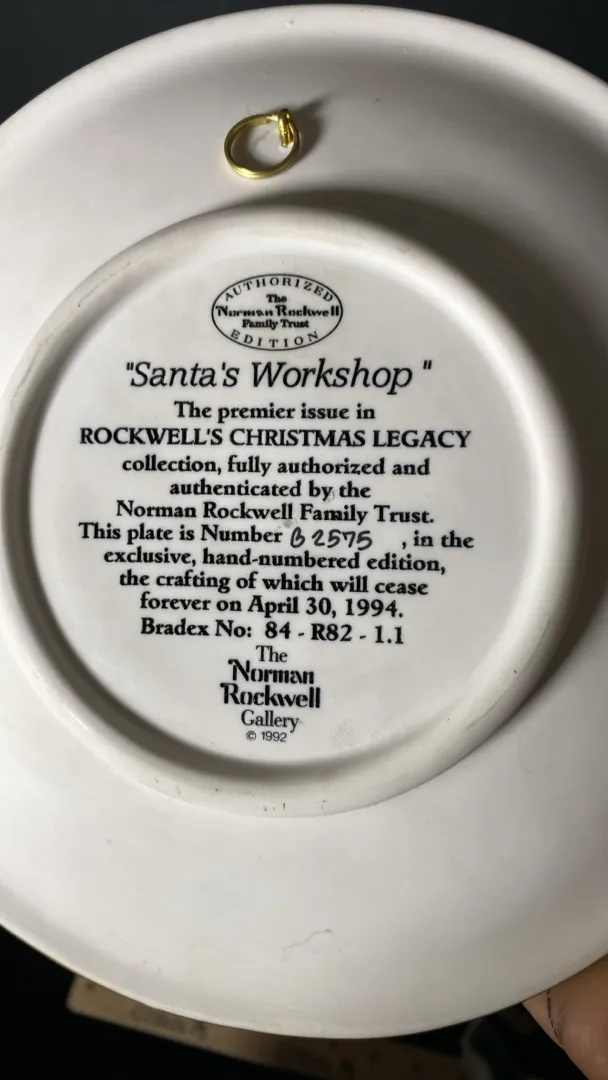 AUTHORIZED
The
Norman Rockwell
Family Trust
EDITION
"Santa's Workshop "
The premier issue in
ROCKWELL'S CHRISTMAS LEGACY
collection, fully authorized and
authenticated by the
Norman Rockwell Family Trust.
This plate is Number B 2575 , in the
exclusive, hand-numbered edition,
the crafting of which will cease
forever on April 30, 1994.
Bradex No: 84 - R82 - 1.1
The
Norman
Rockwell
Gallery
© 1992